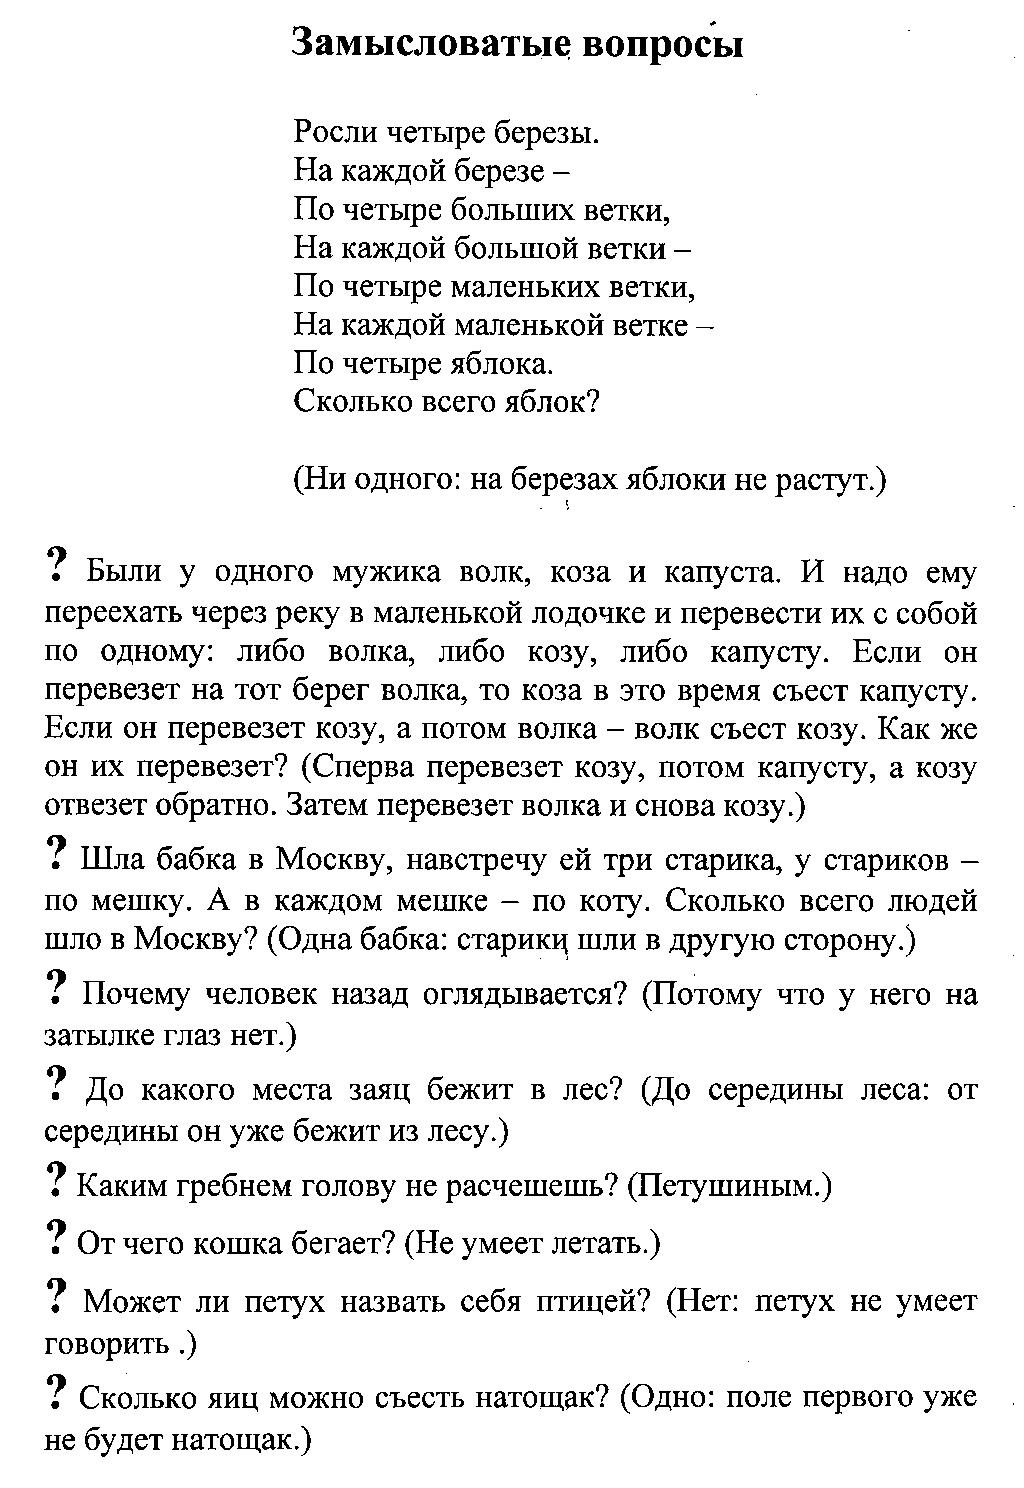 Замысловатые вопросы
Росли четыре березы.
На каждой березе –
По четыре больших ветки,
На каждой большой ветки –
По четыре маленьких ветки,
На каждой маленькой ветке –
По четыре яблока.
Сколько всего яблок?
(Ни одного: на березах яблоки не растут.)
? Были у одного мужика волк, коза и капуста. И надо ему
переехать через реку в маленькой лодочке и перевести их с собой
по одному: либо волка, либо козу, либо капусту. Если он
перевезет на тот берег волка, то коза в это время съест капусту.
Если он перевезет козу, а потом волка – волк съест козу. Как же
он их перевезет? (Сперва перевезет козу, потом капусту, а козу
отвезет обратно. Затем перевезет волка и снова козу.)
? Шла бабка в Москву, навстречу ей три старика, у стариков –
по мешку. А в каждом мешке – по коту. Сколько всего людей
шло в Москву? (Одна бабка: старики шли в другую сторону.)
? Почему человек назад оглядывается? (Потому что у него на
затылке глаз нет.)
? До какого места заяц бежит в лес? (До середины леса: от
середины он уже бежит из лесу.)
? Каким гребнем голову не расчешешь? (Петушиным.)
? От чего кошка бегает? (Не умеет летать.)
? Может ли петух назвать себя птицей? (Нет: петух не умеет
говорить .)
? Сколько яиц можно съесть натощак? (Одно: поле первого уже
не будет натощак.)